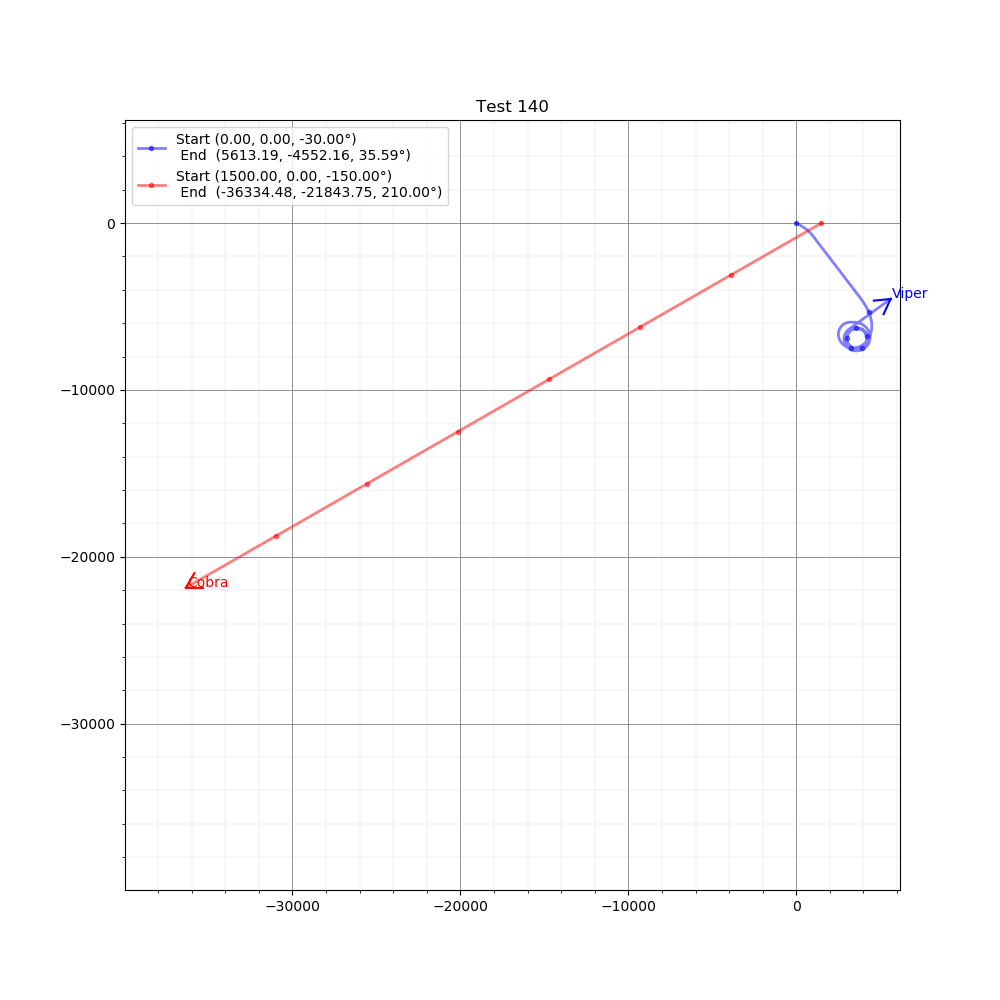 Test 140
Start (0.00, 0.00, -30.00°)
End (5613.19, -4552.16, 35.59°)
Start (1500.00, 0.00, -150.00°)
End (-36334.48, -21843.75, 210.00°)
0
−10000
−20000
−30000
Viper
Cobra
−30000
−20000
−10000
0